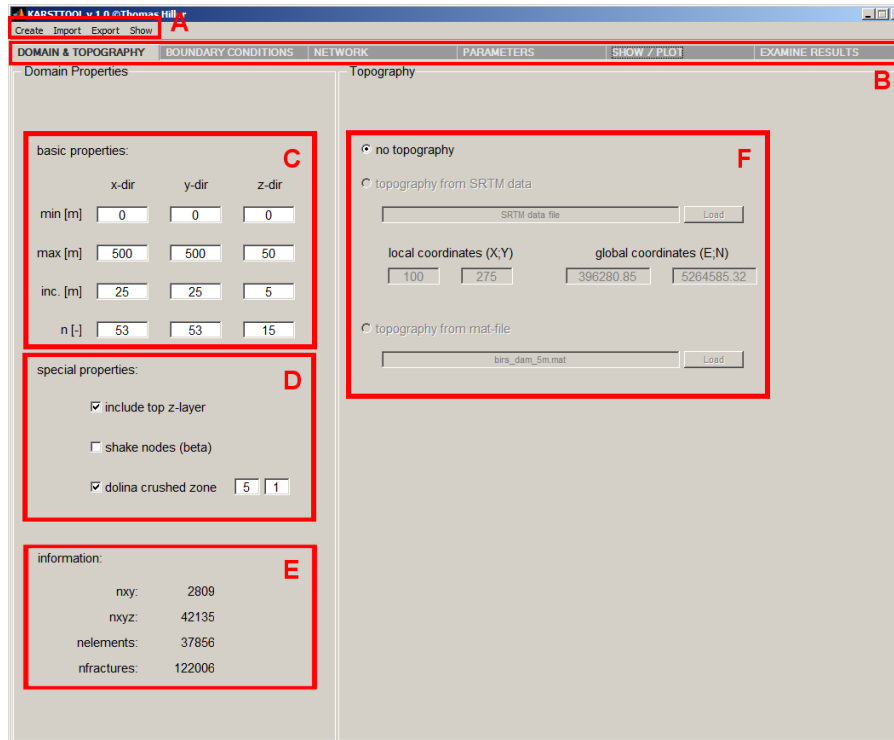 KARSTTOOL v 1.0 ©Thomas Hiller
Create Import Export Show A
DOMAIN & TOPOGRAPHY BOUNDARY CONDITIONS NETWORK PARAMETERS SHOW / PLOT EXAMINE RESULTS
B
Domain Properties
basic properties:
C
x-dir y-dir z-dir
min [m] 0 0 0
max [m] 500 500 50
inc. [m] 25 25 5
n [-] 53 53 15
special properties:
D
include top z-layer
shake nodes (beta)
dolina crushed zone 5 1
information:
E
nxy: 2809
nxyz: 42135
nelements: 37856
nfractures: 122006
Topography
no topography
F
topography from SRTM data
SRTM data file Load
local coordinates (X;Y) global coordinates (E;N)
100 275 396280.85 5264585.32
topography from mat-file
birs_dam_5m.mat Load